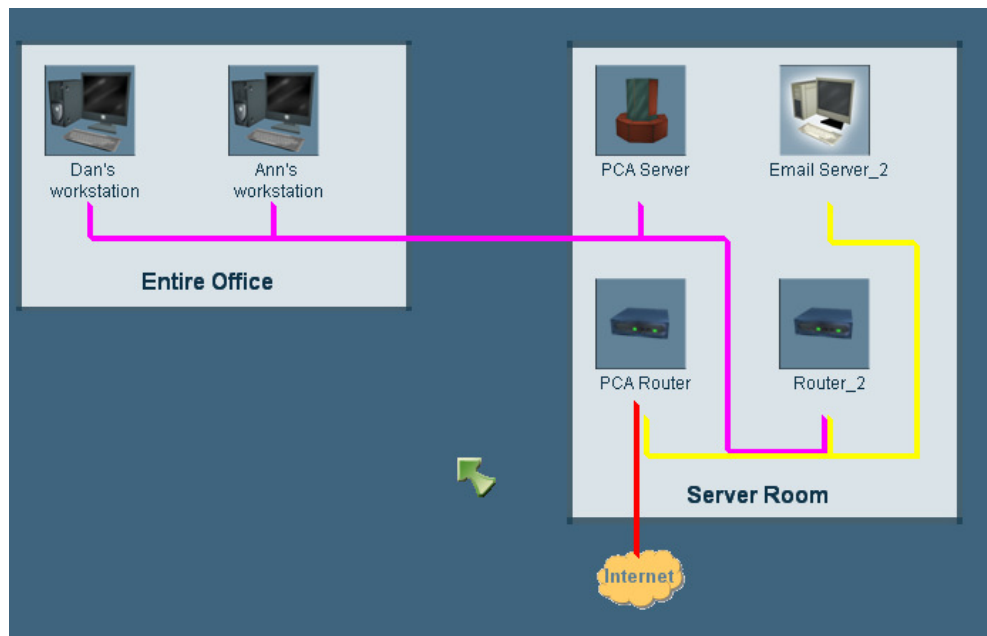 Dan's
workstation
Ann's
workstation
Entire Office
PCA Server
Email Server_2
PCA Router
Router_2
Server Room
Internet